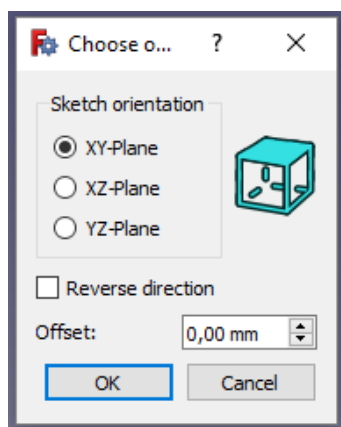 Choose o... ?
Sketch orientation
XY-Plane
XZ-Plane
YZ-Plane
Reverse direction
Offset: 0,00 mm
OK Cancel